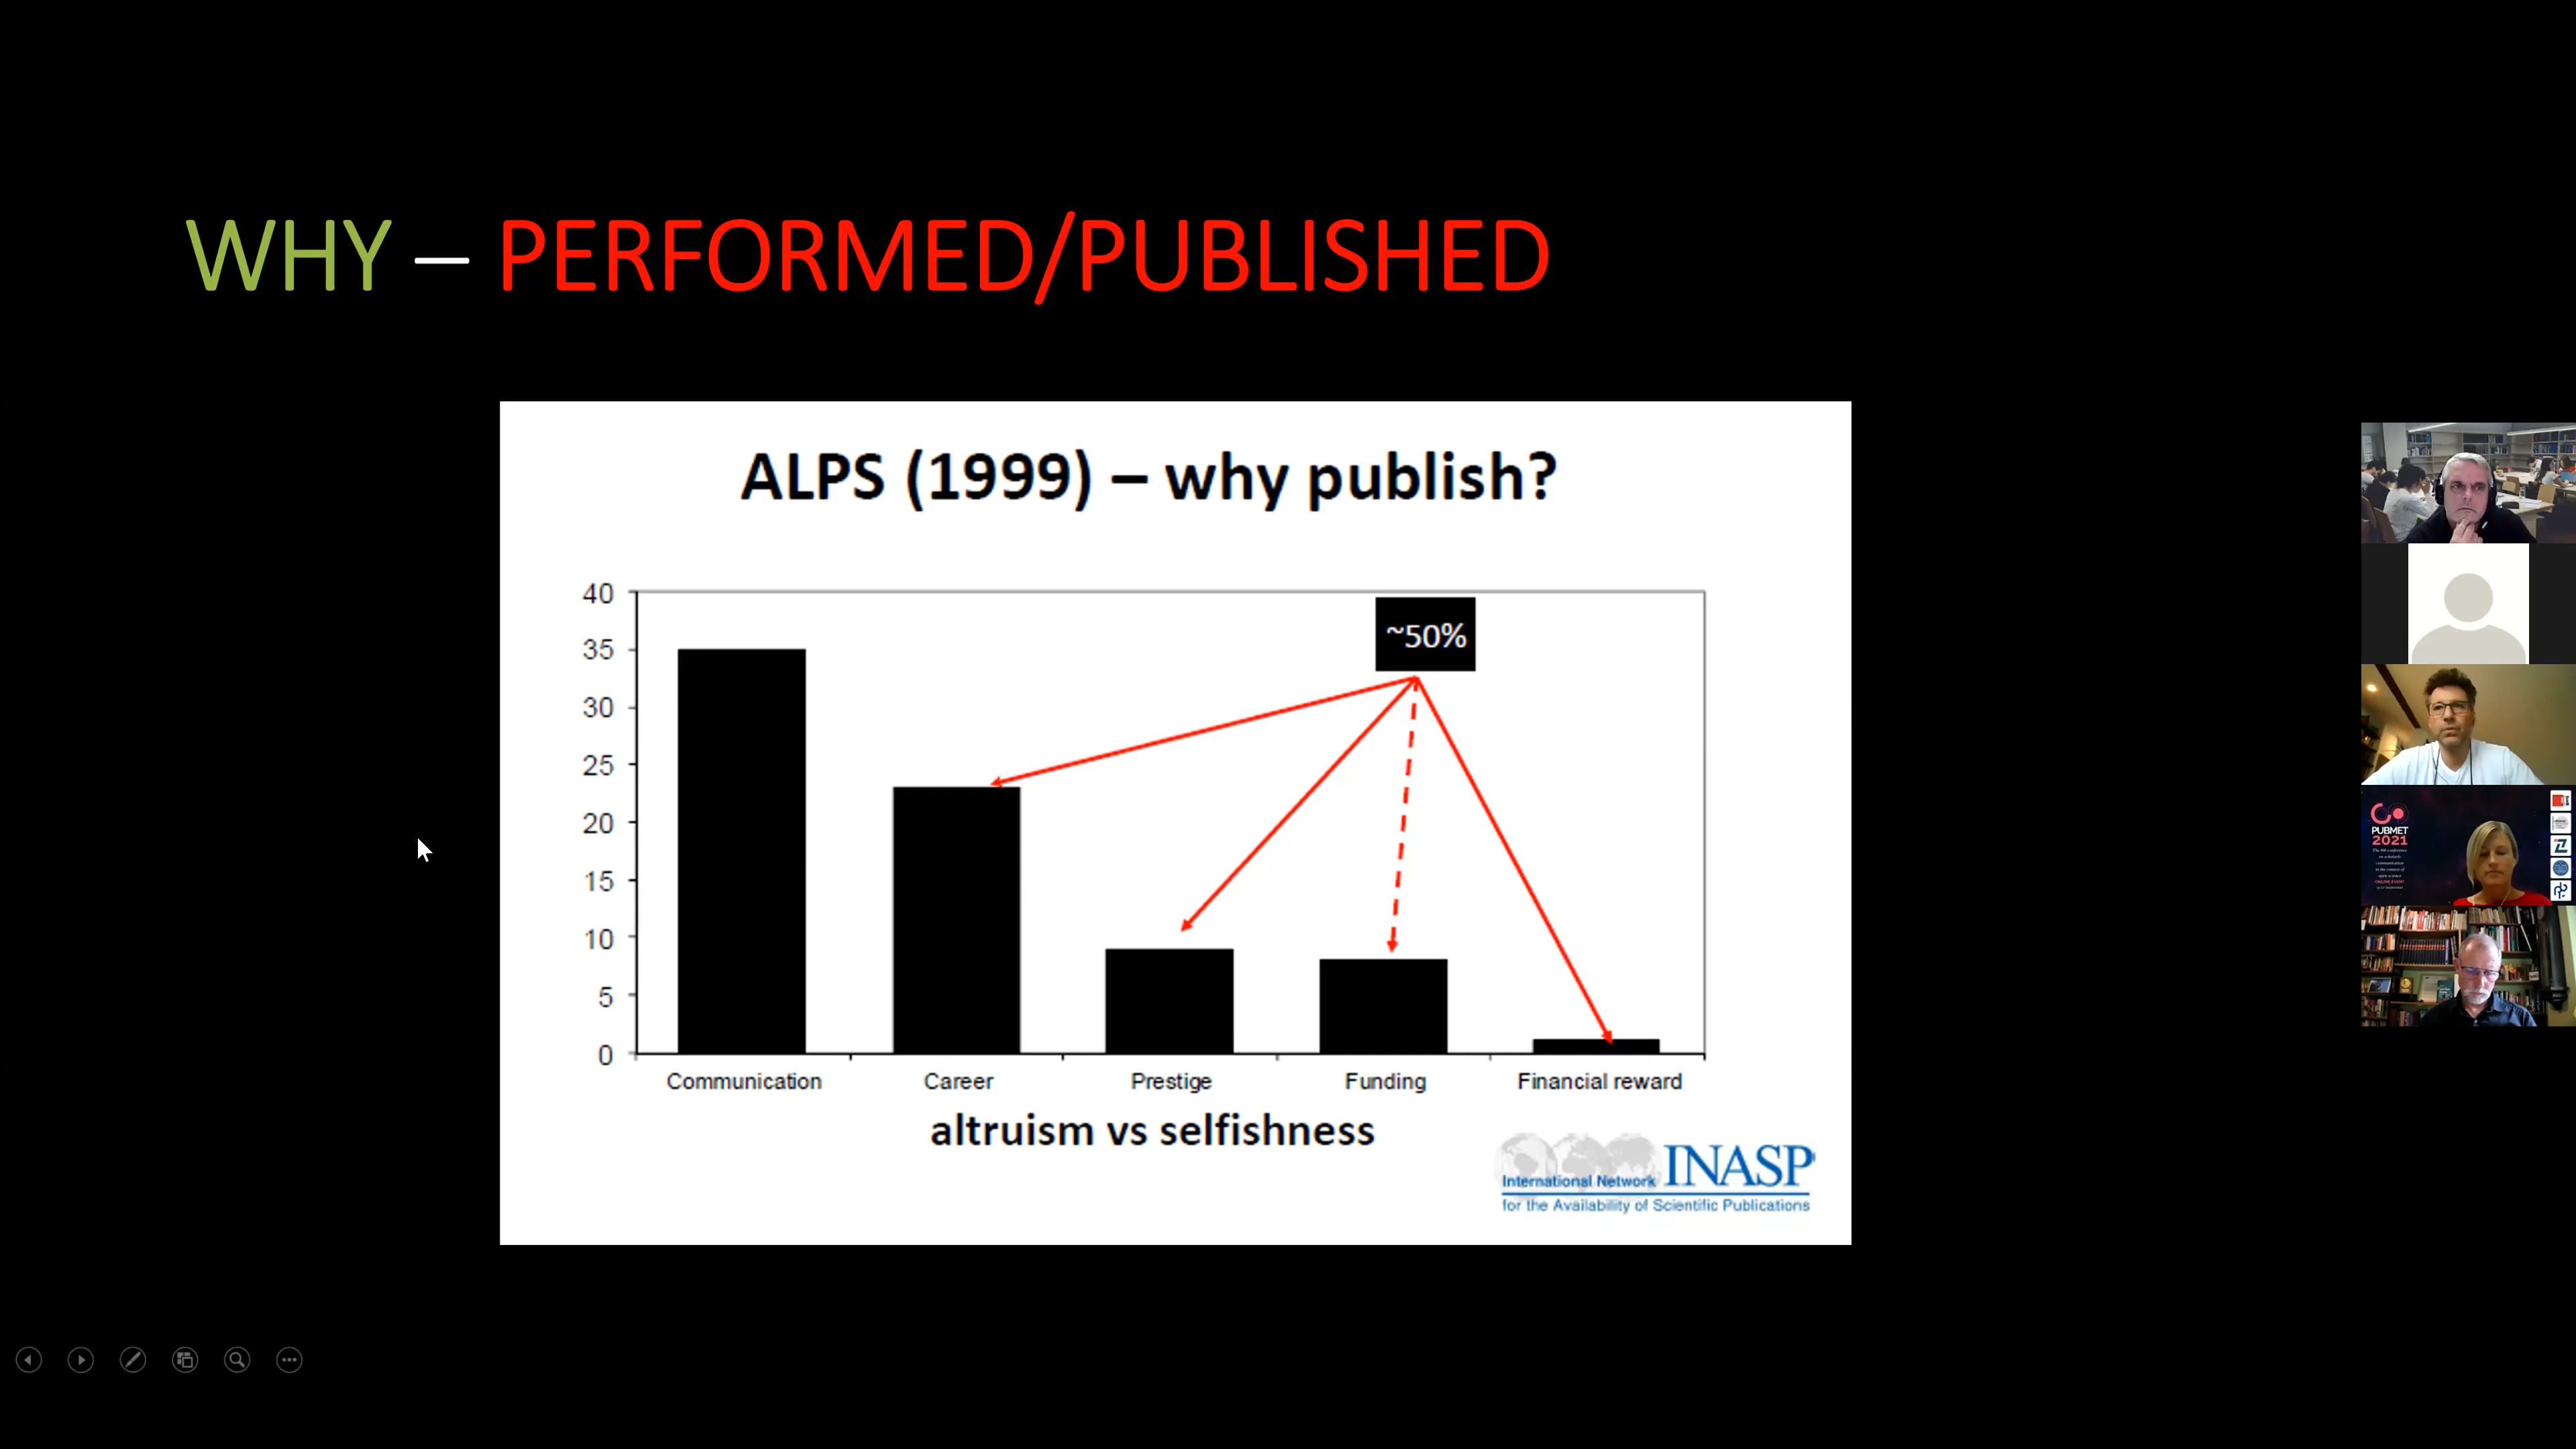 WHY – PERFORMED/PUBLISHED
ALPS (1999) – why publish?
40
35
30
25
20
15
10
5
0
~50%
Communication
Career
Prestige
Funding
Financial reward
altruism vs selfishness
INASP
International Network
for the Availability of Scientific Publications
PUBMET
2021